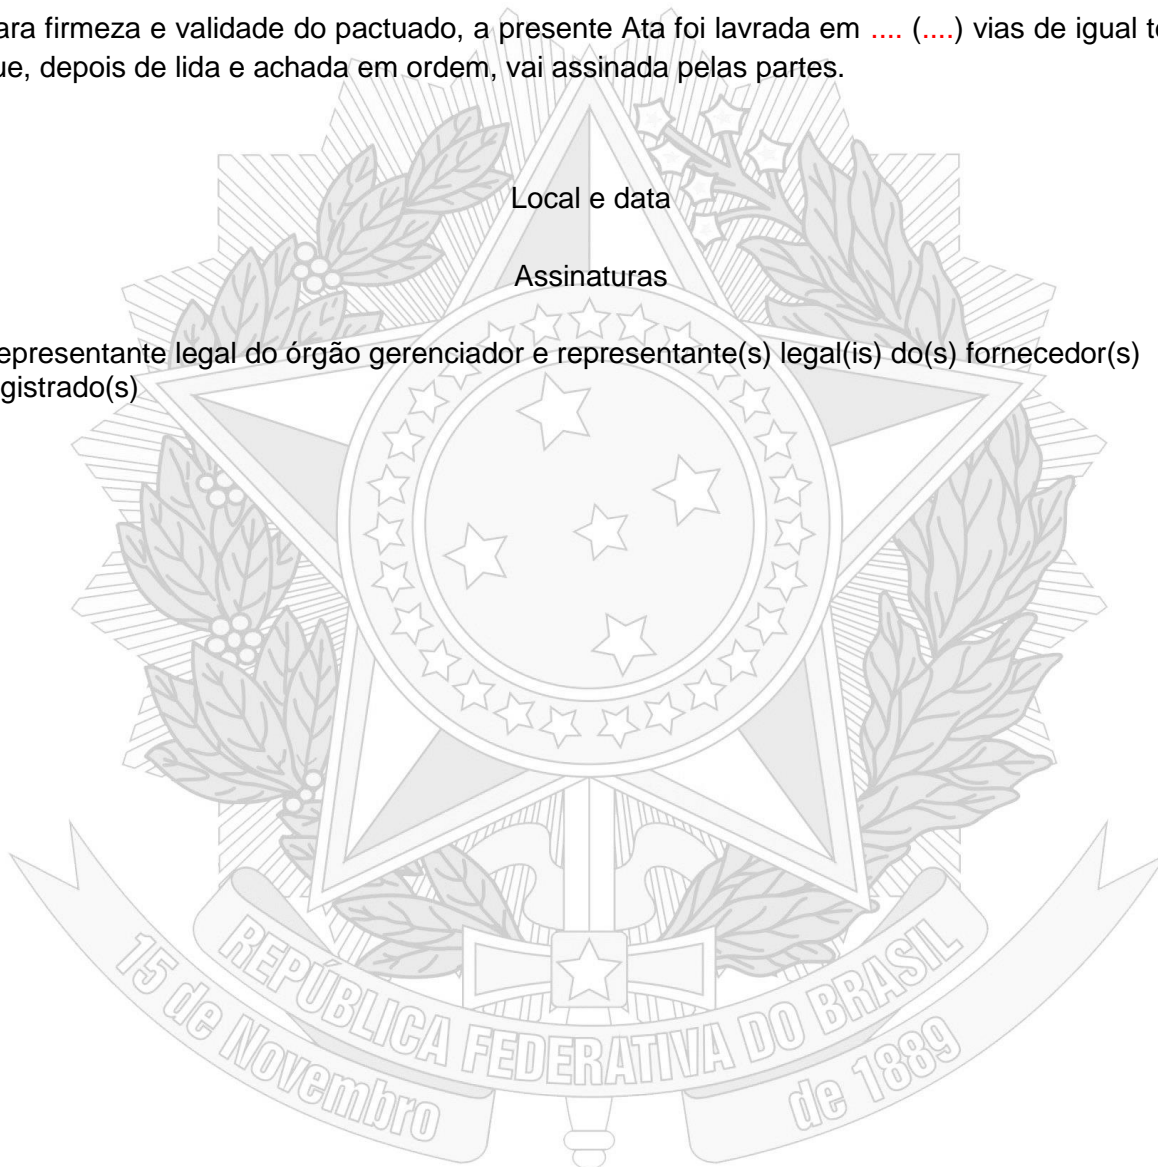 ara firmeza e validade do pactuado, a presente Ata foi lavrada em .... (....) vias de igual te
ue, depois de lida e achada em ordem, vai assinada pelas partes.
Local e data
Assinaturas
epresentante legal do órgão gerenciador e representante(s) legal(is) do(s) fornecedor(s)
gistrado(s)
REPÚBLICA FEDERATIVA DO BRASIL
15 de Novembro de 1889